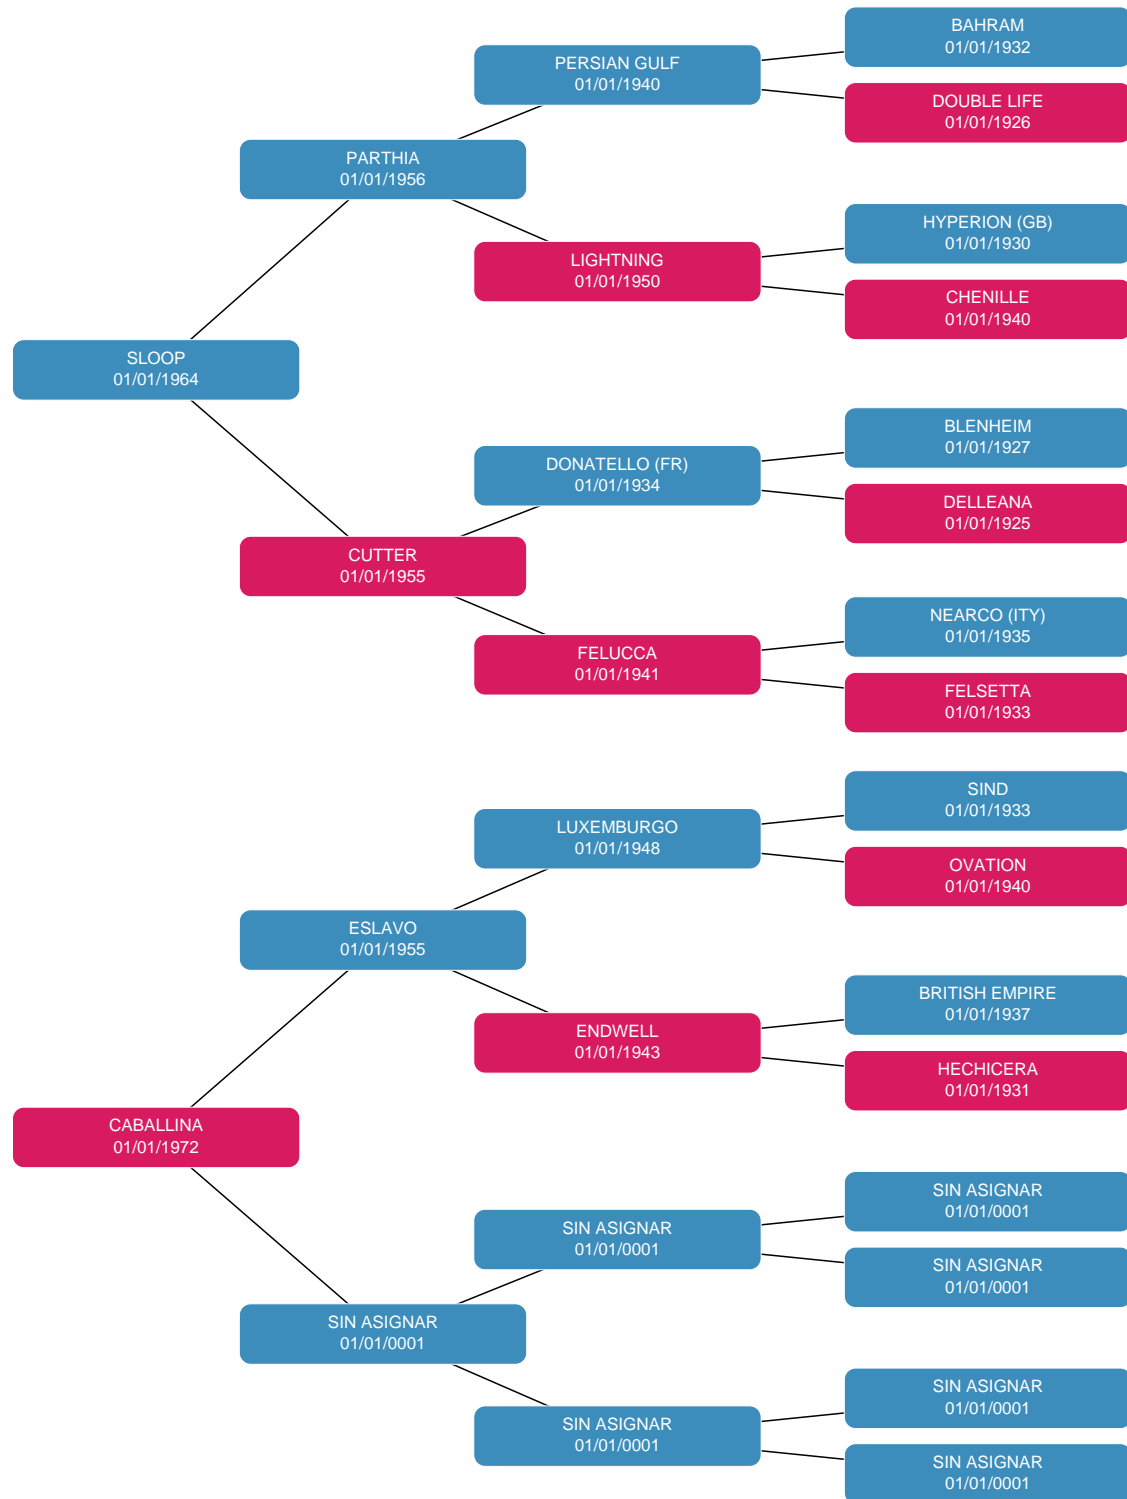 BAHRAM
01/01/1932
PERSIAN GULF
01/01/1940
DOUBLE LIFE
01/01/1926
PARTHIA
01/01/1956
HYPERION (GB)
01/01/1930
LIGHTNING
01/01/1950
CHENILLE
01/01/1940
SLOOP
01/01/1964
BLENHEIM
01/01/1927
DONATELLO (FR)
01/01/1934
DELLEANA
01/01/1925
CUTTER
01/01/1955
NEARCO (ITY)
01/01/1935
FELUCCA
01/01/1941
FELSETTA
01/01/1933
SIND
01/01/1933
LUXEMBURGO
01/01/1948
OVATION
01/01/1940
ESLAVO
01/01/1955
BRITISH EMPIRE
01/01/1937
ENDWELL
01/01/1943
HECHICERA
01/01/1931
CABALLINA
01/01/1972
SIN ASIGNAR
01/01/0001
SIN ASIGNAR
01/01/0001
SIN ASIGNAR
01/01/0001
SIN ASIGNAR
01/01/0001
SIN ASIGNAR
01/01/0001
SIN ASIGNAR
01/01/0001
SIN ASIGNAR
01/01/0001